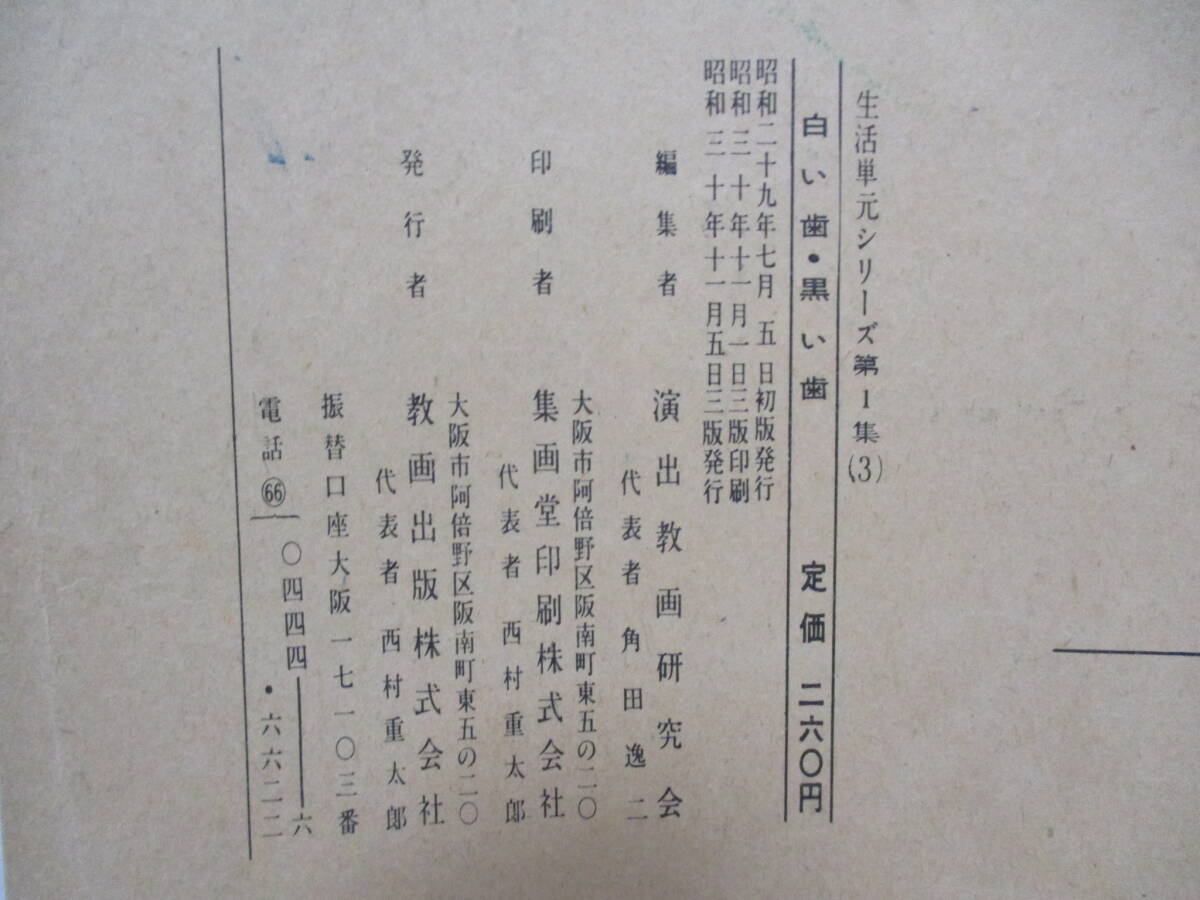 生活単元シリーズ第1集(3)
白い歯・黒い歯 定価 二六〇円
昭和二十九年七月 五 日初版発行
昭和 三 十年十一月一日三版印刷
昭和 三 十年十一月五日三版発行
編集者 演出教画研究会
代表者 角田逸二
大阪市阿倍野区阪南町東五の二〇
印刷者 集画堂印刷株式会社
代表者 西村重太郎
大阪市阿倍野区阪南町東五の二〇
発行者 教画出版株式会社
代表者 西村重太郎
振替口座大阪一七一〇三番
電話㊻〇四四四―六
・六六二二